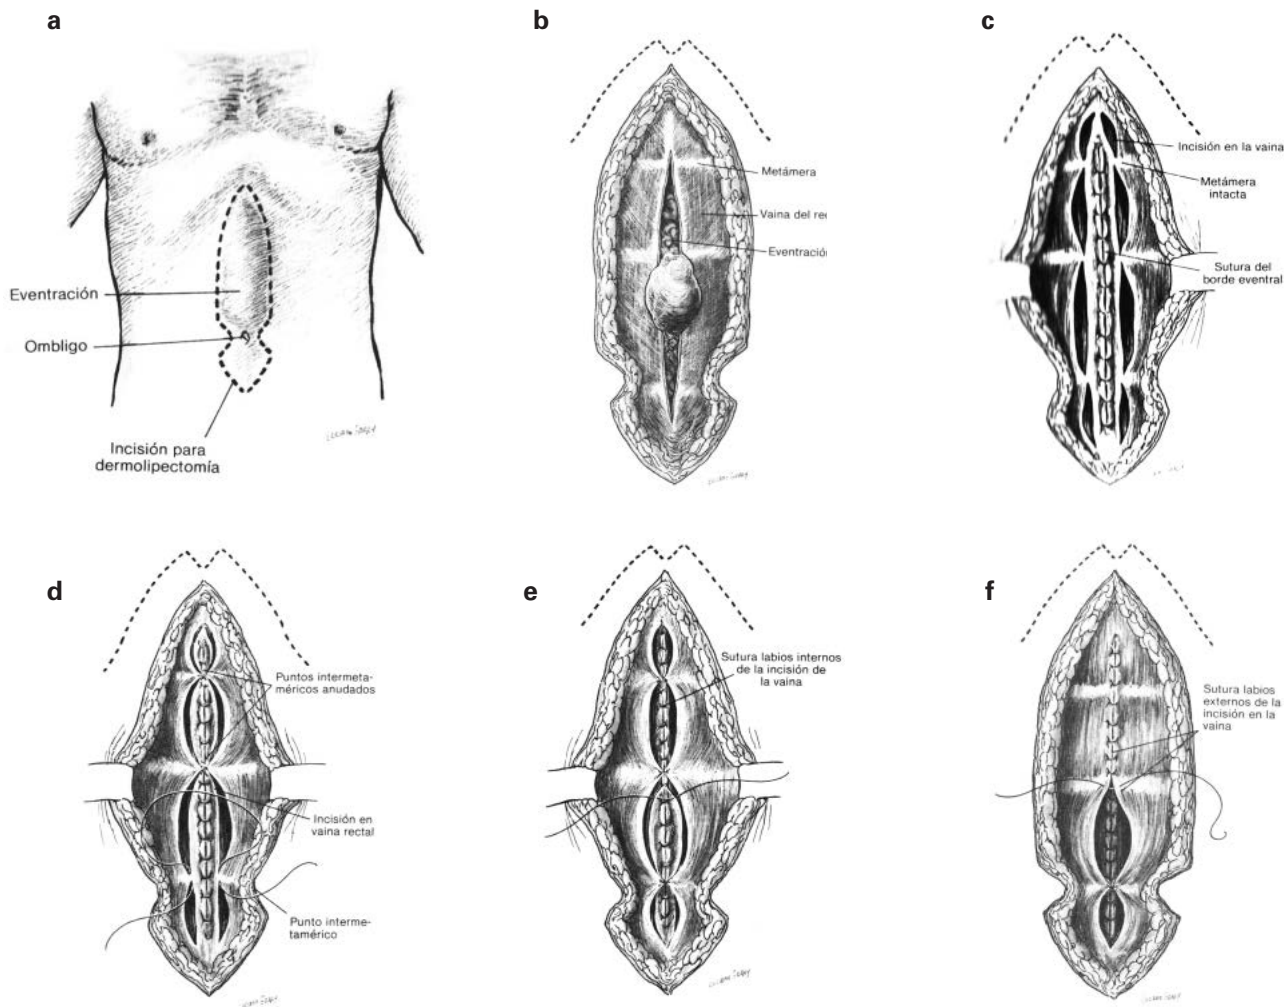 a
Eventración
Ombligo
Incisión para
dermolipectomía
b
Metámera
Vaina del rec
Eventración
c
Incisión en la vaina
Metámera
intacta
Sutura del
borde eventral
d
Puntos intermeta-
méricos anudados
Incisión en
vaina rectal
Punto interme-
tamérico
e
Sutura labios internos
de la incisión de
la vaina
f
Sutura labios
externos de la
incisión en la
vaina